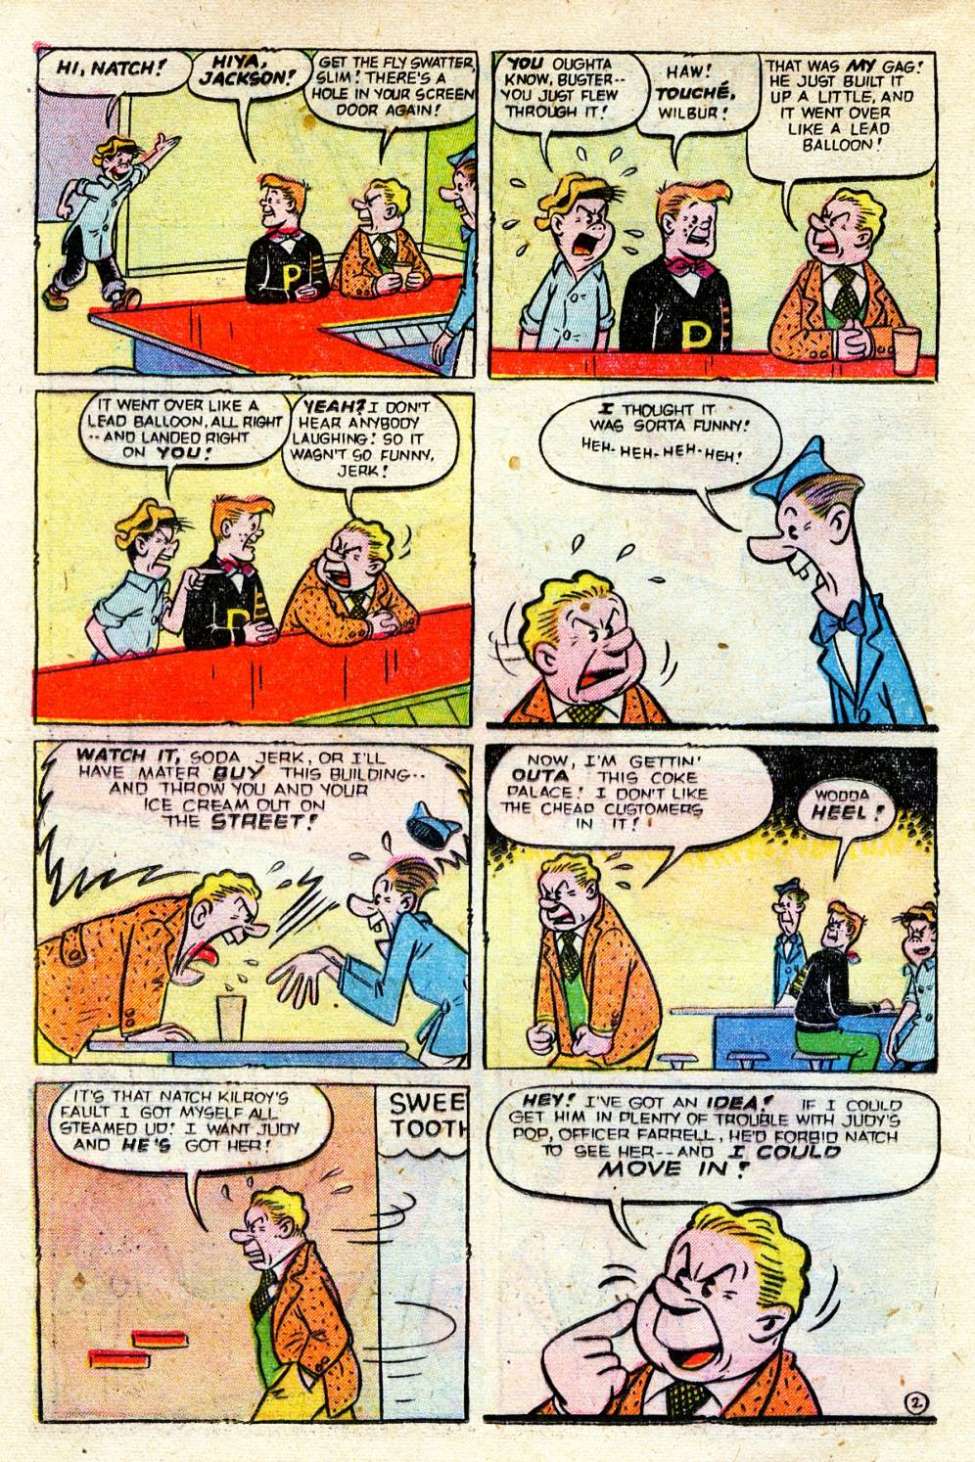 HI, NATCH!
HIYA,
JACKSON!
GET THE FLY SWATTER,
SLIM! THERE'S A
HOLE IN YOUR SCREEN
DOOR AGAIN!
P
YOU OUGHTA
KNOW, BUSTER--
YOU JUST FLEW
THROUGH IT!
HAW!
TOUCHÉ,
WILBUR!
THAT WAS MY GAG!
HE JUST BUILT IT
UP A LITTLE, AND
IT WENT OVER
LIKE A LEAD
BALLOON!
P
IT WENT OVER LIKE A
LEAD BALLOON, ALL RIGHT
--AND LANDED RIGHT
ON YOU!
YEAH? I DON'T
HEAR ANYBODY
LAUGHING! SO IT
WASN'T SO FUNNY,
JERK!
P
I THOUGHT IT
WAS SORTA FUNNY!
HEH-HEH-HEH-HEH!
WATCH IT, SODA JERK, OR I'LL
HAVE MATER BUY THIS BUILDING--
AND THROW YOU AND YOUR
ICE CREAM OUT ON
THE STREET!
NOW, I'M GETTIN'
OUTA THIS COKE
PALACE! I DON'T LIKE
THE CHEAP CUSTOMERS
IN IT!
WODDA
HEEL!
IT'S THAT NATCH KILROY'S
FAULT I GOT MYSELF ALL
STEAMED UP! I WANT JUDY
AND HE'S GOT HER!
SWEE
TOOTH
HEY! I'VE GOT AN IDEA! IF I COULD
GET HIM IN PLENTY OF TROUBLE WITH JUDY'S
POP, OFFICER FARRELL, HE'D FORBID NATCH
TO SEE HER--AND I COULD
MOVE IN!
2